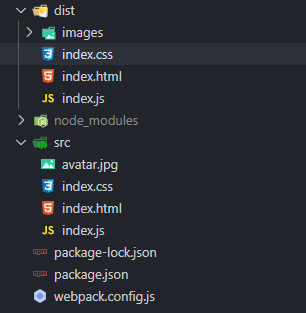 dist
images
index.css
index.html
JS index.js
node_modules
src
avatar.jpg
index.css
index.html
JS index.js
package-lock.json
package.json
webpack.config.js